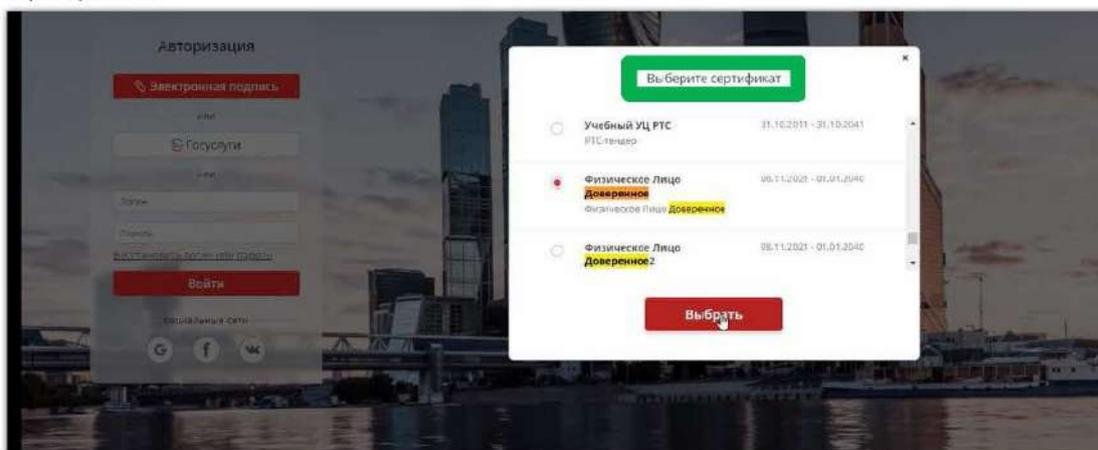 Авторизация
Электронная подпись
или
Госуслуги
или
Логин
Пароль
Восстановить логин или пароль
Войти
Социальные сети
G f
Выберите сертификат
×
Учебный УЦ РТС
31.10.2011 - 31.10.2041
РТС-тендер
Физическое Лицо
Доверенное
Физическое Лицо Доверенное
06.11.2021 - 01.01.2040
Физическое Лицо
Доверенное2
08.11.2021 - 01.01.2040
Выбрать